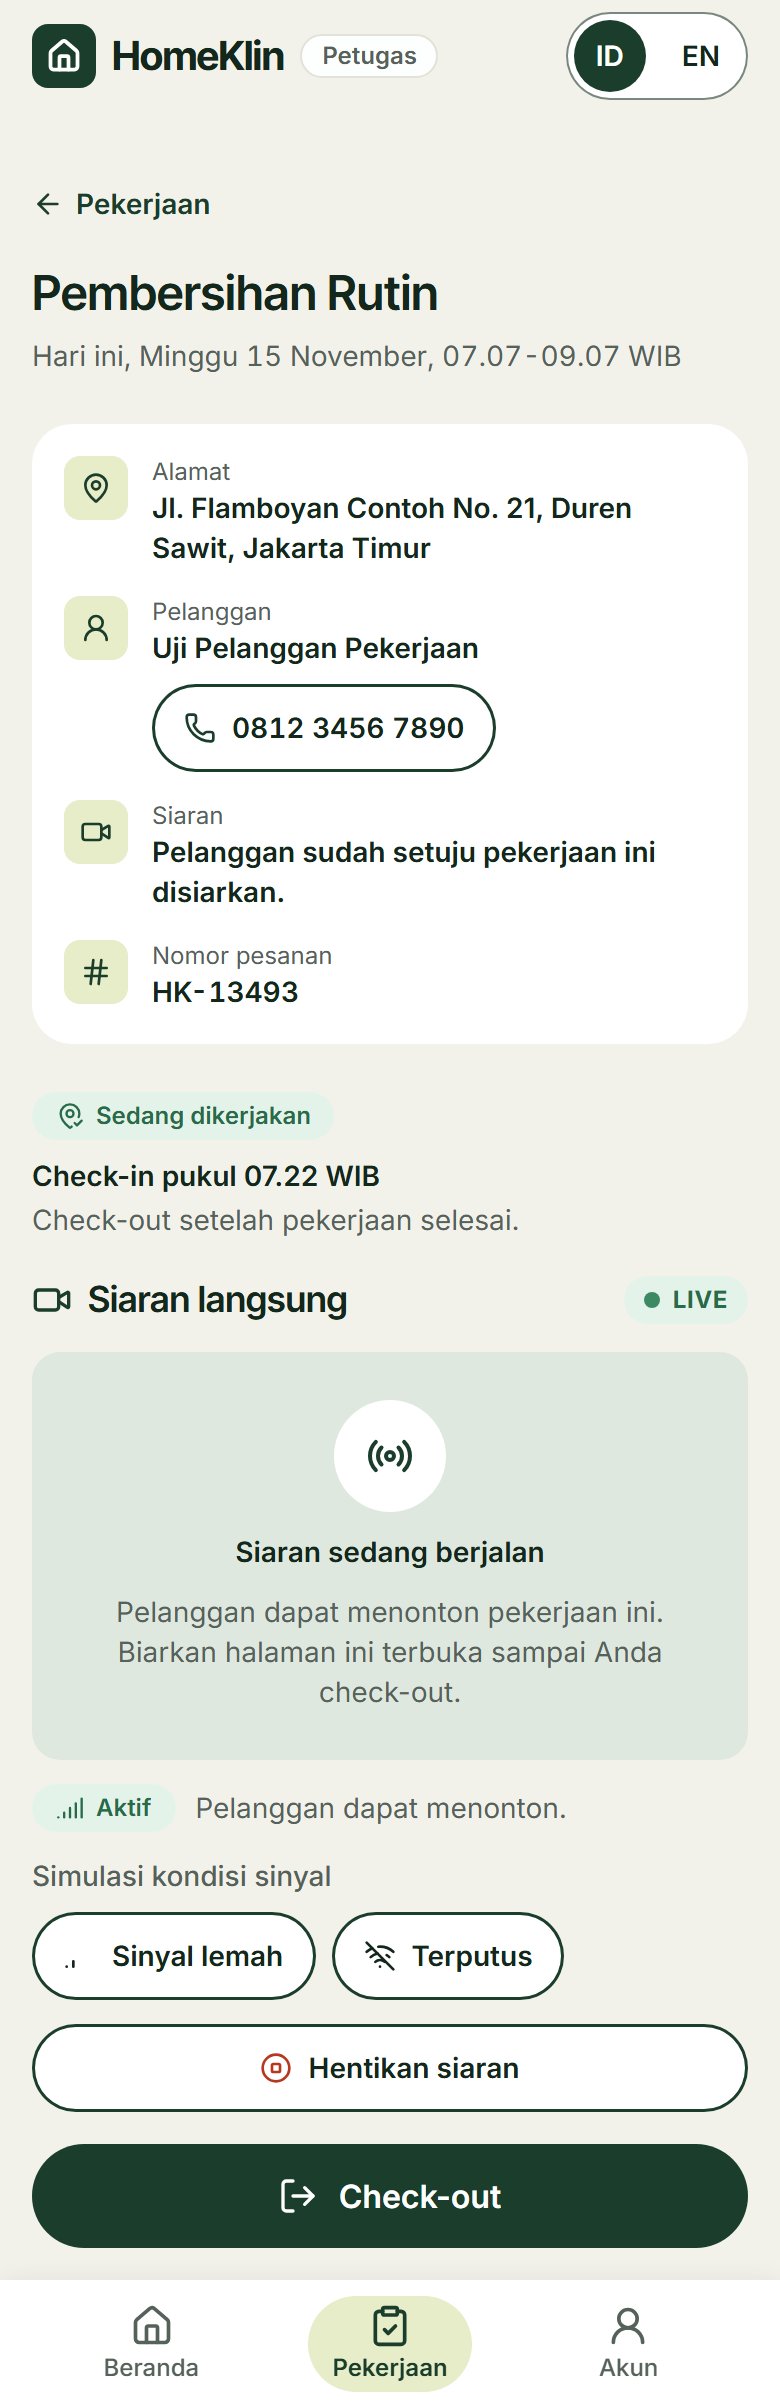 HomeKlin
Petugas
ID
EN
Pekerjaan
Pembersihan Rutin
Hari ini, Minggu 15 November, 07.07-09.07 WIB
Alamat
Jl. Flamboyan Contoh No. 21, Duren
Sawit, Jakarta Timur
Pelanggan
Uji Pelanggan Pekerjaan
0812 3456 7890
Siaran
Pelanggan sudah setuju pekerjaan ini
disiarkan.
Nomor pesanan
HK-13493
Sedang dikerjakan
Check-in pukul 07.22 WIB
Check-out setelah pekerjaan selesai.
Siaran langsung
LIVE
Siaran sedang berjalan
Pelanggan dapat menonton pekerjaan ini.
Biarkan halaman ini terbuka sampai Anda
check-out.
Aktif
Pelanggan dapat menonton.
Simulasi kondisi sinyal
Sinyal lemah
Terputus
Hentikan siaran
Check-out
Beranda
Pekerjaan
Akun